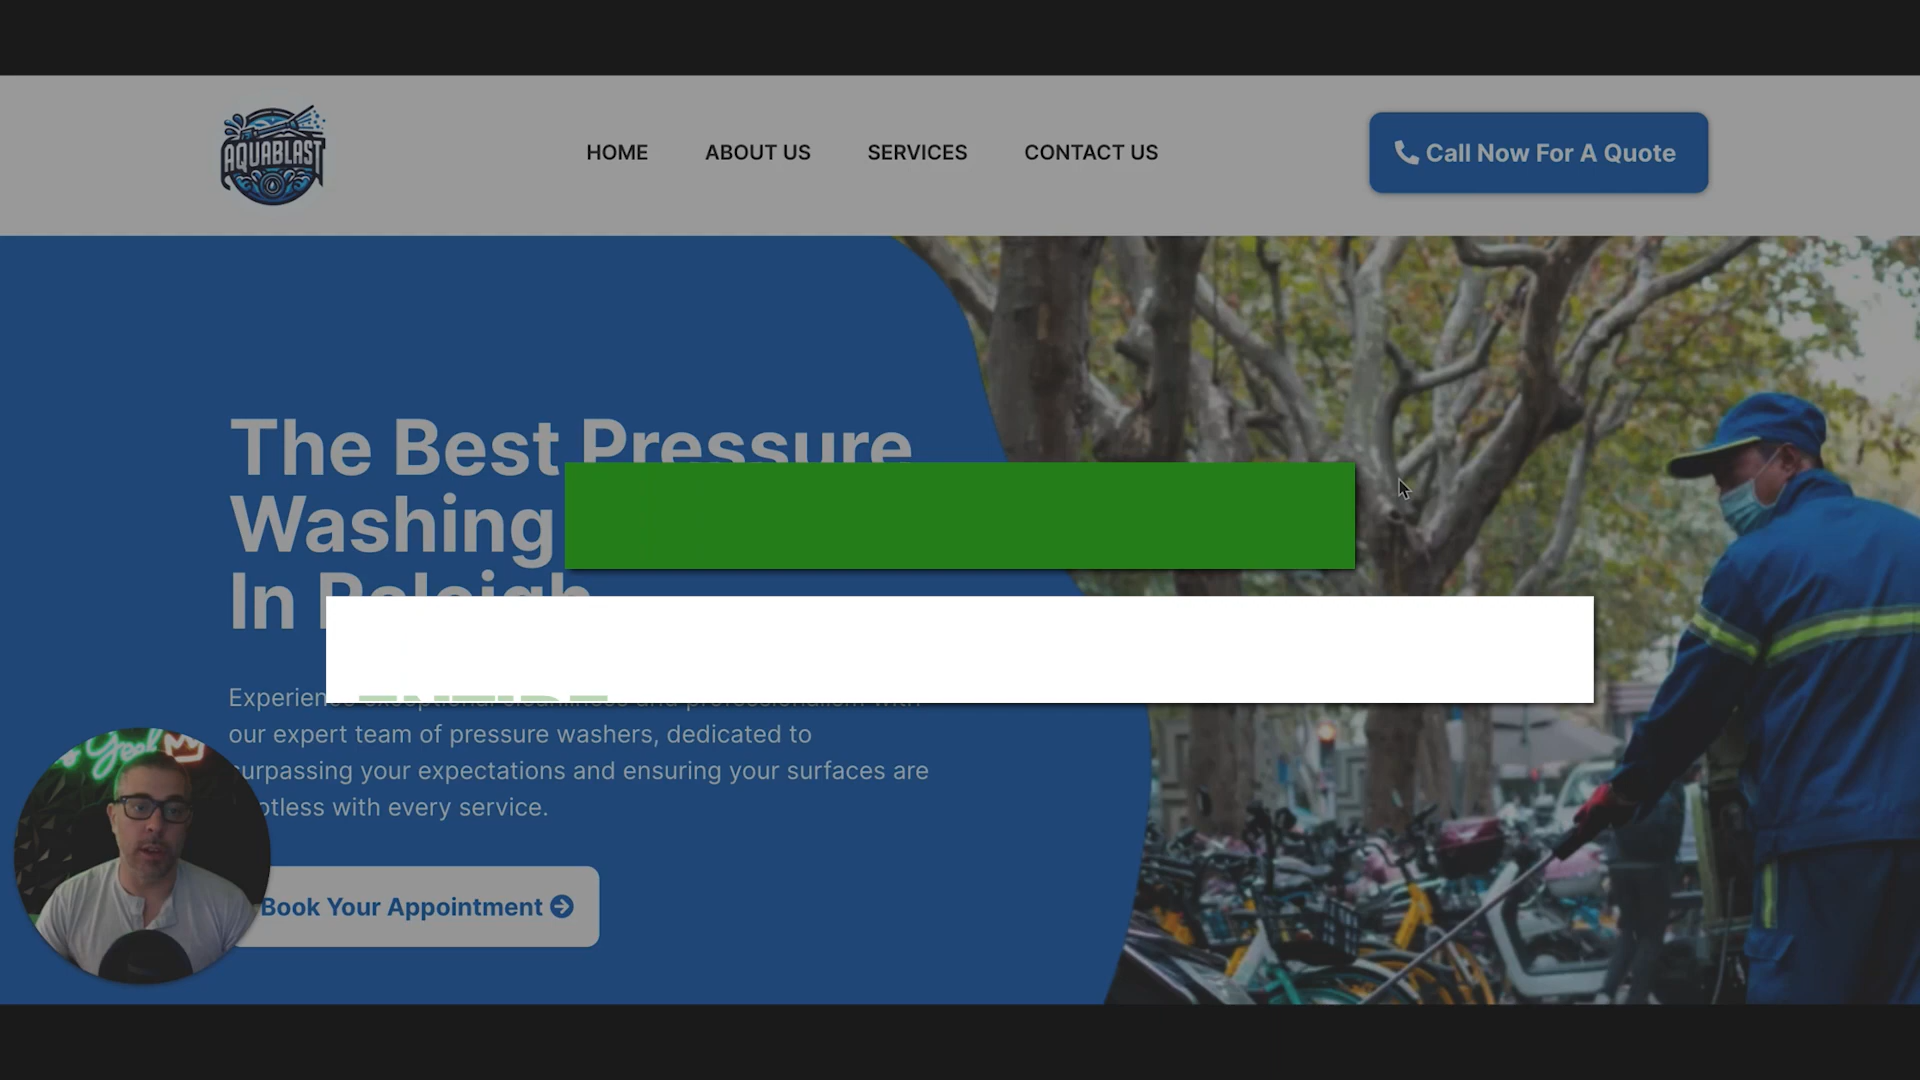 AQUABLAST
HOME
ABOUT US
SERVICES
CONTACT US
Call Now For A Quote
The Best Pressure
Washing
In Raleigh
Experience exceptional cleanliness and professionalism with
our expert team of pressure washers, dedicated to
surpassing your expectations and ensuring your surfaces are
spotless with every service.
Book Your Appointment